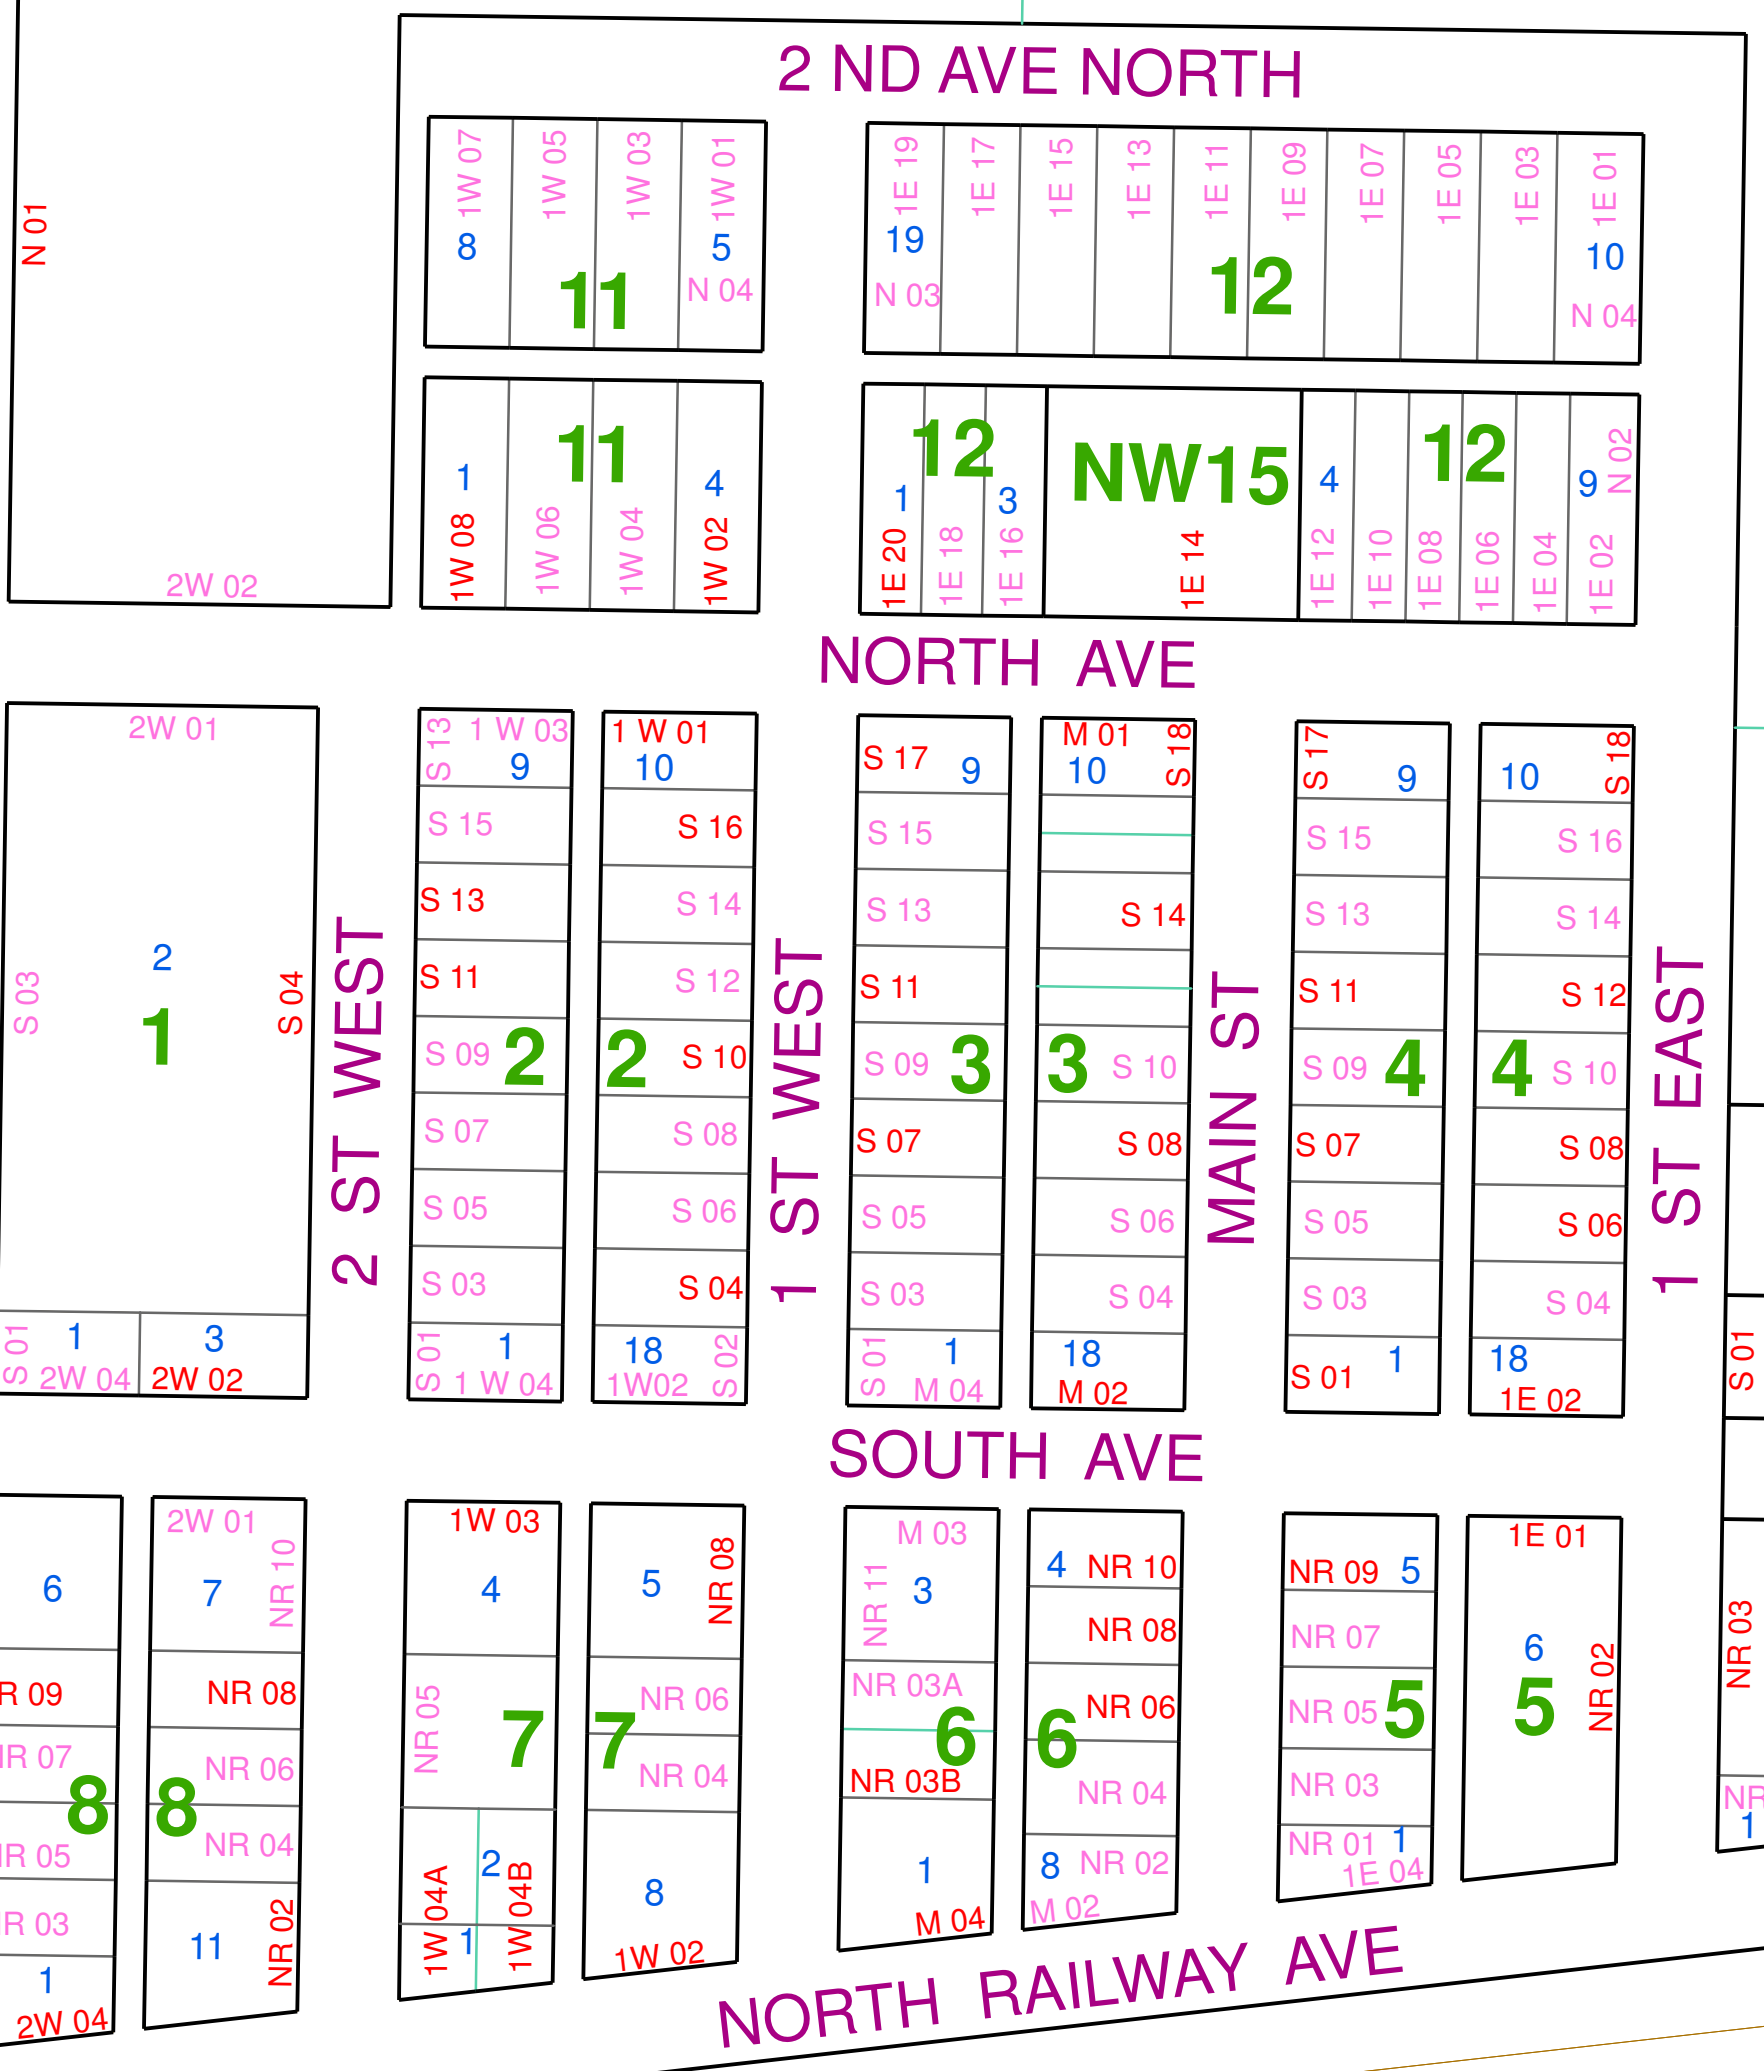 2 ND AVE NORTH
N 01
2W 02
1W 07
1W 05
1W 03
1W 01
8
5
N 04
11
1E 19
1E 17
1E 15
1E 13
1E 11
1E 09
1E 07
1E 05
1E 03
1E 01
19
10
N 03
12
N 04
11
1
4
1W 08
1W 06
1W 04
1W 02
12
1
3
1E 20
1E 18
1E 16
NW15
1E 14
12
4
9
N 02
1E 12
1E 10
1E 08
1E 06
1E 04
1E 02
NORTH AVE
2W 01
2
S 03
1
S 04
S 01
1
2W 04
3
2W 02
2 ST WEST
S 13
1 W 03
9
S 15
S 13
S 11
S 09
2
S 07
S 05
S 03
S 01
1
1 W 04
1 W 01
10
S 16
S 14
S 12
2
S 10
S 08
S 06
S 04
18
1W02
S 02
1 ST WEST
S 17
9
S 15
S 13
S 11
S 09
3
S 07
S 05
S 03
S 01
1
M 04
M 01
10
S 18
S 14
3
S 10
S 08
S 06
S 04
18
M 02
MAIN ST
S 17
9
S 15
S 13
S 11
S 09
4
S 07
S 05
S 03
S 01
1
10
S 18
S 16
S 14
S 12
4
S 10
S 08
S 06
S 04
18
1E 02
1 ST EAST
S 01
SOUTH AVE
6
R 09
NR 07
8
NR 05
NR 03
1
2W 04
2W 01
7
NR 10
NR 08
NR 06
8
NR 04
11
NR 02
1W 03
4
NR 05
7
2
1W 04A
1W 04B
1
5
NR 08
NR 06
7
NR 04
8
1W 02
M 03
NR 11
3
NR 03A
6
NR 03B
1
M 04
4
NR 10
NR 08
NR 06
6
NR 04
8
NR 02
M 02
NR 09
5
NR 07
NR 05
5
NR 03
NR 01
1
1E 04
1E 01
6
5
NR 02
NR 03
NR
1
NORTH RAILWAY AVE